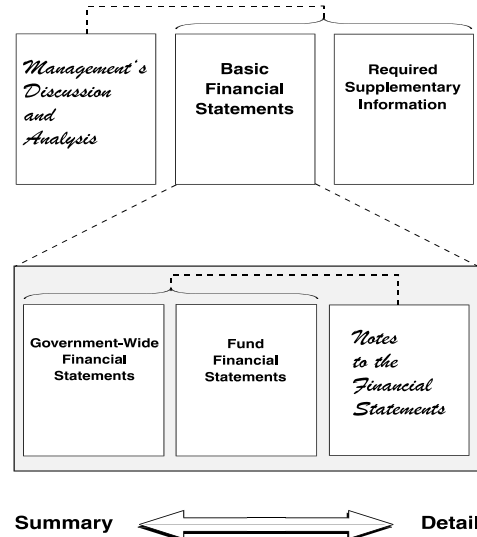 Management's
Discussion
and
Analysis
Basic
Financial
Statements
Required
Supplementary
Information
Government-Wide
Financial
Statements
Fund
Financial
Statements
Notes
to the
Financial
Statements
Summary
Detail